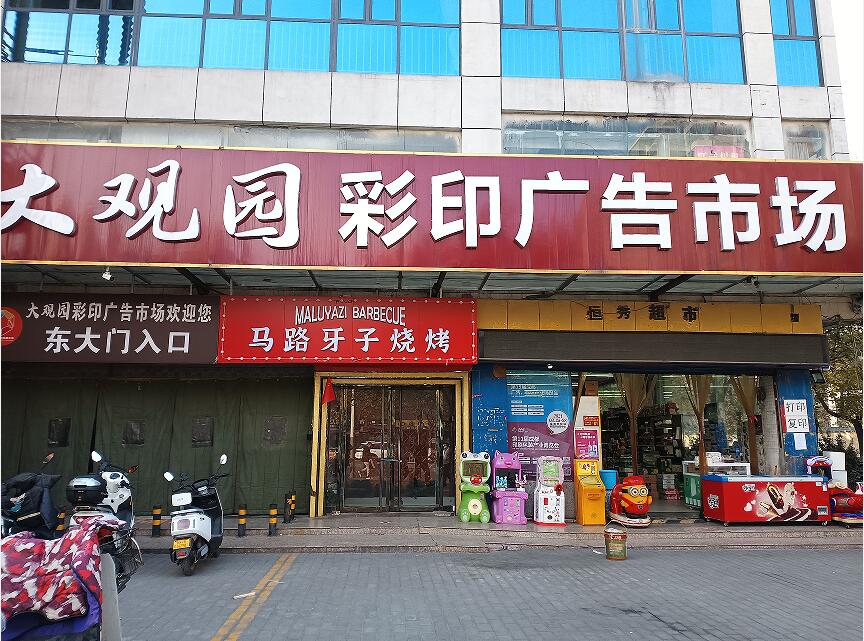 大观园彩印广告市场
大观园彩印广告市场欢迎您
东大门入口
MALUYAZI BARBECUE
马路牙子烧烤
恒秀超市
打印
复印